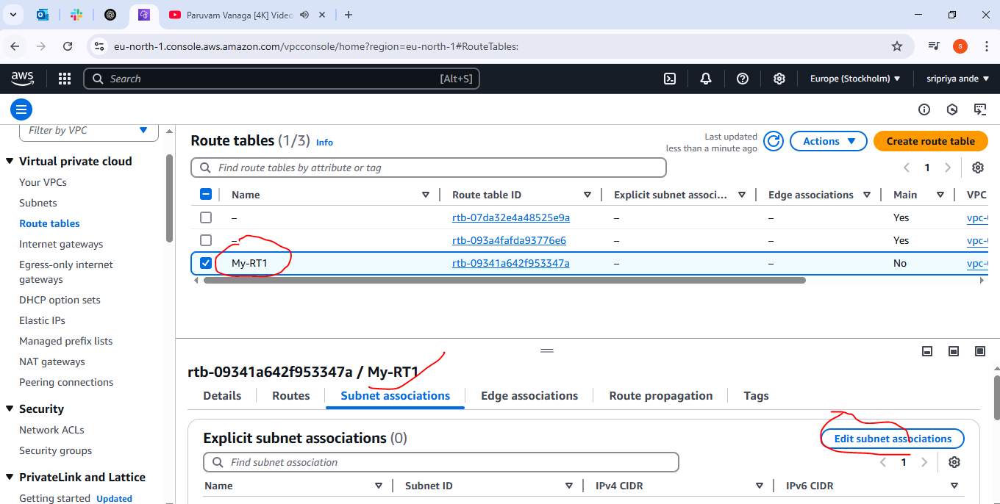 Paruvam Vanaga [4K] Video
eu-north-1.console.aws.amazon.com/vpcconsole/home?region=eu-north-1#RouteTables:
S
aws
Search
[Alt+S]
Europe (Stockholm)
sripriya ande
Filter by VPC
Virtual private cloud
Your VPCs
Subnets
Route tables
Internet gateways
Egress-only internet
gateways
DHCP option sets
Elastic IPs
Managed prefix lists
NAT gateways
Peering connections
Security
Network ACLs
Security groups
PrivateLink and Lattice
Getting started Updated
Route tables (1/3) Info
Last updated
less than a minute ago
Actions
Create route table
Find route tables by attribute or tag
1
Name Route table ID Explicit subnet associ... Edge associations Main VPC
– rtb-07da32e4a48525e9a – – Yes vpc-
– rtb-093a4fafda93776e6 – – Yes vpc-
My-RT1 rtb-09341a642f953347a – – No vpc-
rtb-09341a642f953347a / My-RT1
Details Routes Subnet associations Edge associations Route propagation Tags
Explicit subnet associations (0)
Edit subnet associations
Find subnet association
1
Name Subnet ID IPv4 CIDR IPv6 CIDR